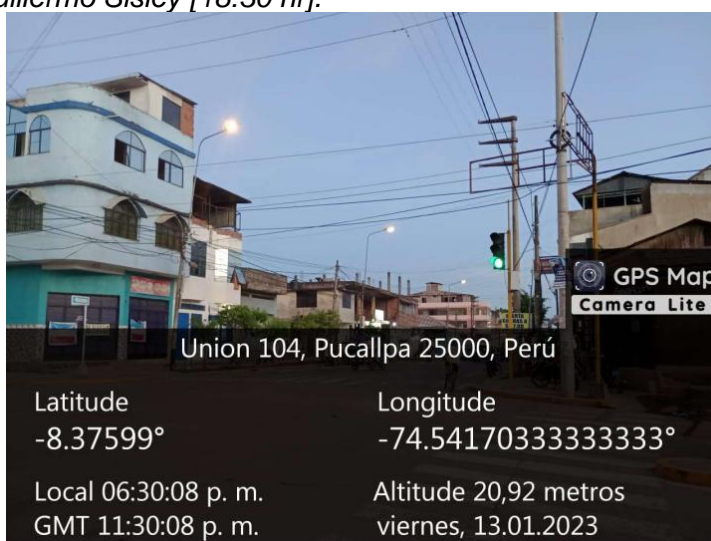 Guillermo Sisley [18:30 hr].
GPS Map
Camera Lite
Union 104, Pucallpa 25000, Perú
Latitude
-8.37599°
Longitude
-74.54170333333333°
Local 06:30:08 p. m.
GMT 11:30:08 p. m.
Altitude 20,92 metros
viernes, 13.01.2023